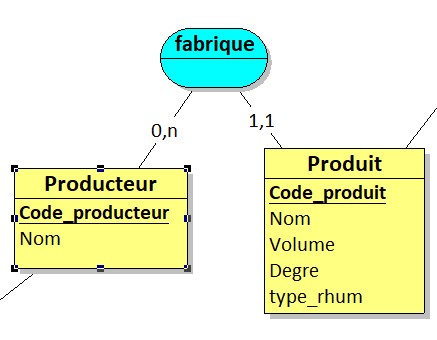 fabrique
0,n
1,1
Producteur
Code_producteur
Nom
Produit
Code_produit
Nom
Volume
Degre
type_rhum